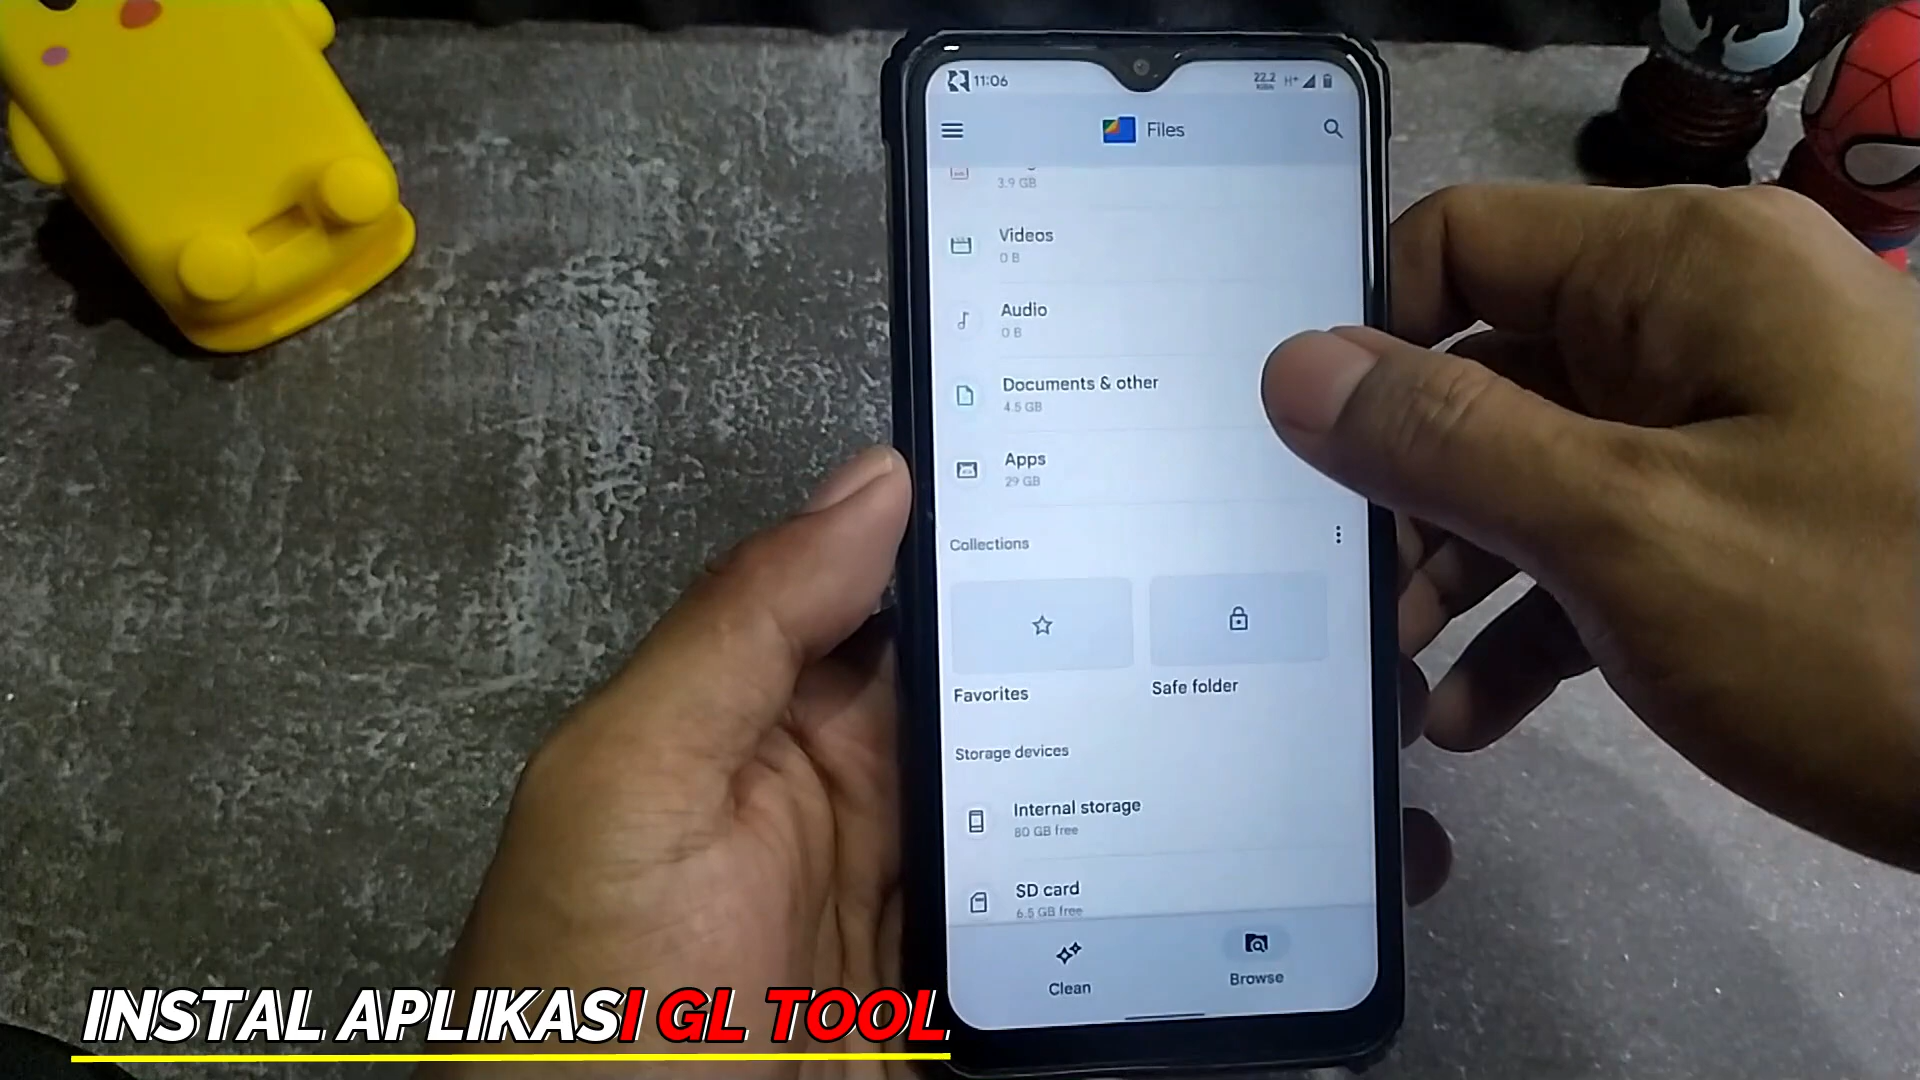 11:06
22.2
H+
Files
3.9 GB
Videos
0 B
Audio
0 B
Documents & other
4.5 GB
Apps
29 GB
Collections
Favorites
Safe folder
Storage devices
Internal storage
80 GB free
SD card
6.5 GB free
Clean
Browse
INSTAL APLIKASI GL TOOL